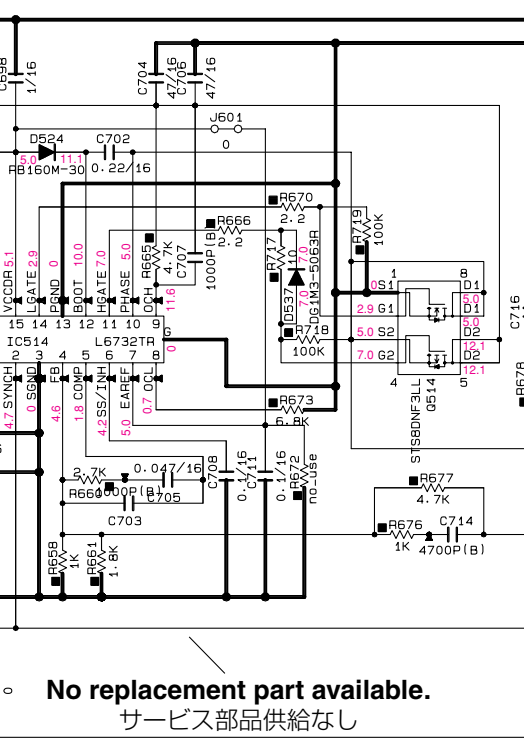 C698
1/16
C704
47/16
C706
47/16
J601
0
D524
5.0
11.1
RB160M-30
C702
0.22/16
R670
2.2
R666
2.2
R719
100K
R665
4.7K
C707
1000P(B)
R717
10
7.0
7.0
D537
DG1M3-5063R
R718
100K
VCCDR 5.1
LGATE 2.9
PGND 0
BOOT 10.0
HGATE 7.0
PHASE 5.0
OCH
11.6
15 14 13 12 11 10 9
IC514 L6732TR
G
0
2 3 4 5 6 7 8
4.7 SYNCH
0 SGND
4.6 FB
1.8 COMP
4.2 SS/INH
5.0 EAREF
0.7 OCL
1 8
0 S1 D1
5.0
2.9 G1 D1
5.0
5.0 S2 D2
12.1
7.0 G2 D2
12.1
4 5
STS8DNF3LL
Q514
C716
R678
R673
6.8K
2.7K
R660
0.047/16
1000P(B)
C705
C703
C708
0.1/16
C711
0.1/16
R672
no_use
R677
4.7K
R676
1K
C714
4700P(B)
R658
1K
R661
1.8K
No replacement part available.
サービス部品供給なし